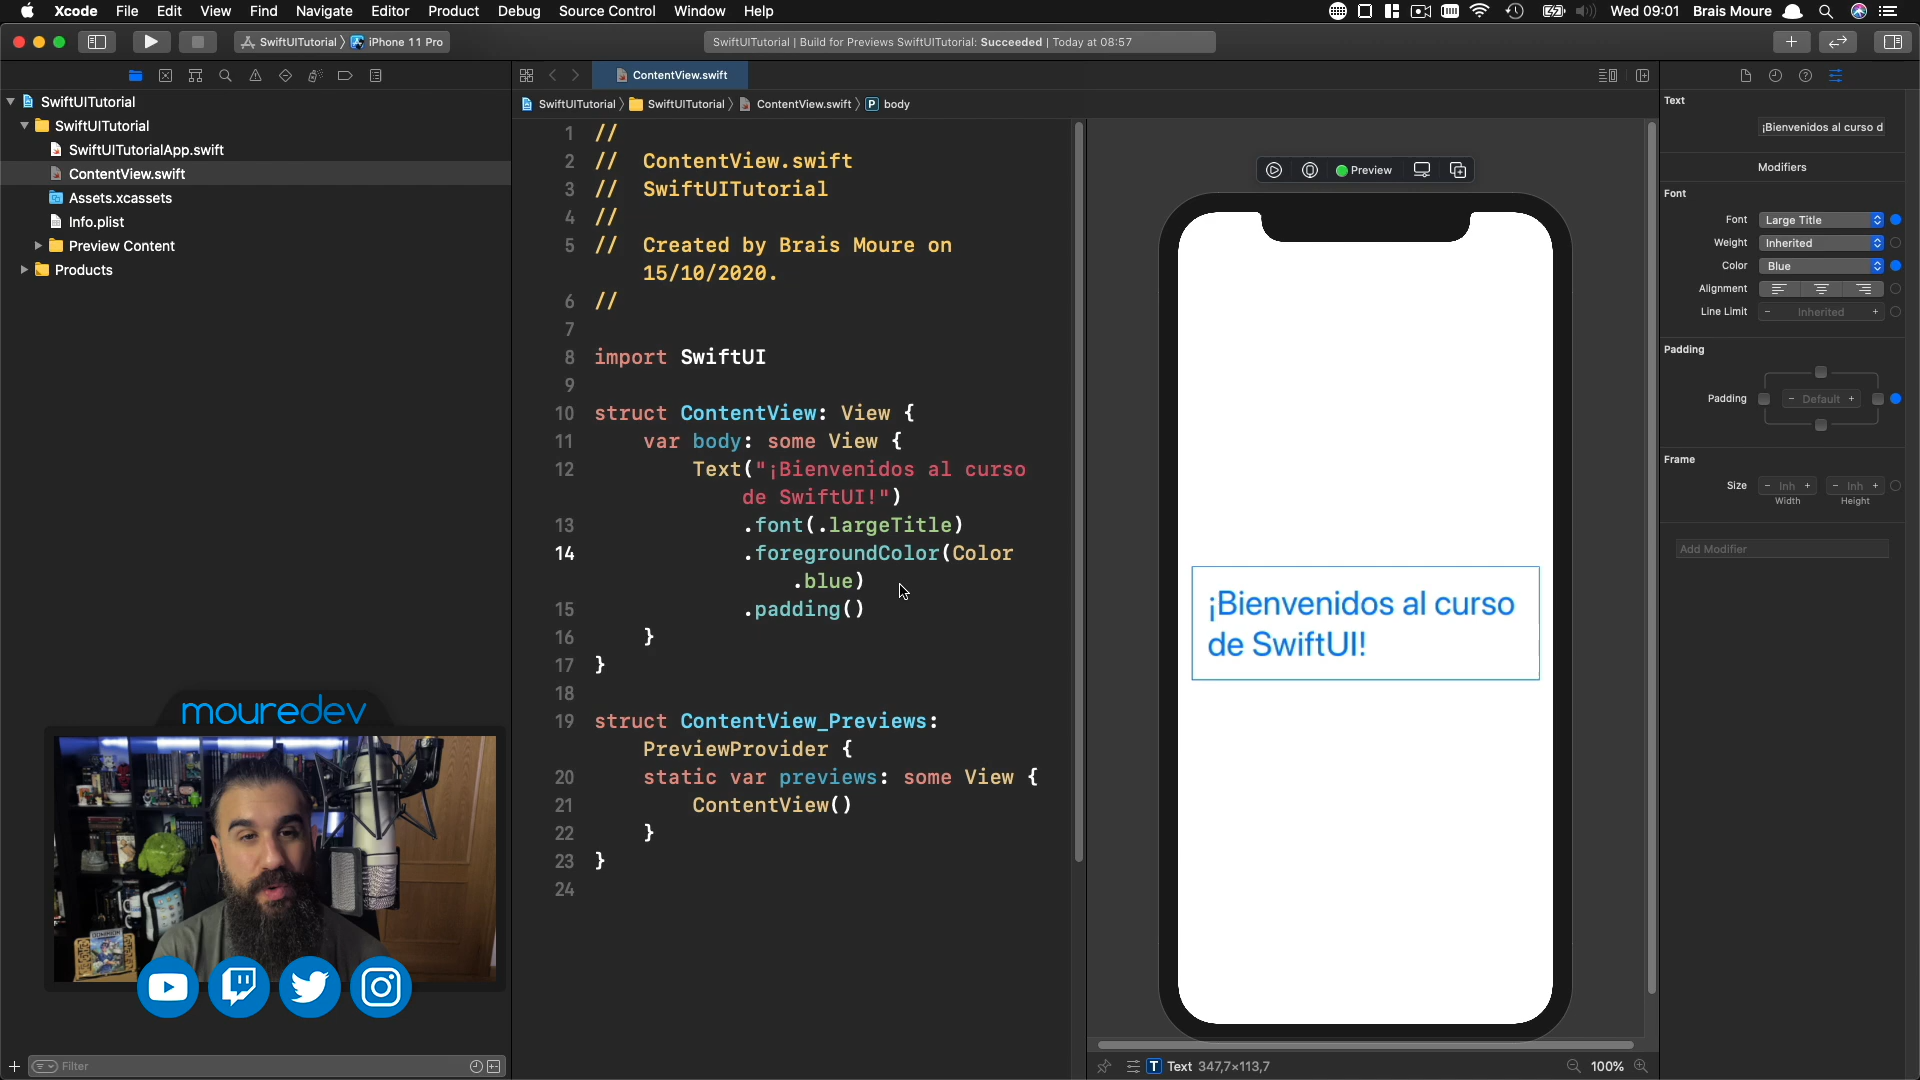 Xcode File Edit View Find Navigate Editor Product Debug Source Control Window Help
Wed 09:01 Brais Moure
SwiftUITutorial 〉 iPhone 11 Pro
SwiftUITutorial | Build for Previews SwiftUITutorial: Succeeded | Today at 08:57
ContentView.swift
SwiftUITutorial 〉 SwiftUITutorial 〉 ContentView.swift 〉 P body
SwiftUITutorial
SwiftUITutorial
SwiftUITutorialApp.swift
ContentView.swift
Assets.xcassets
Info.plist
Preview Content
Products
1 //
2 //  ContentView.swift
3 //  SwiftUITutorial
4 //
5 //  Created by Brais Moure on
15/10/2020.
6 //
7
8 import SwiftUI
9
10 struct ContentView: View {
11     var body: some View {
12         Text("¡Bienvenidos al curso
de SwiftUI!")
13             .font(.largeTitle)
14             .foregroundColor(Color
.blue)
15             .padding()
16     }
17 }
18
19 struct ContentView_Previews:
PreviewProvider {
20     static var previews: some View {
21         ContentView()
22     }
23 }
24
Preview
¡Bienvenidos al curso
de SwiftUI!
Text
¡Bienvenidos al curso d
Modifiers
Font
Font Large Title
Weight Inherited
Color Blue
Alignment
Line Limit − Inherited +
Padding
Padding − Default +
Frame
Size − Inh + − Inh +
Width Height
Add Modifier
mouredev
Filter
T Text 347,7×113,7
100%